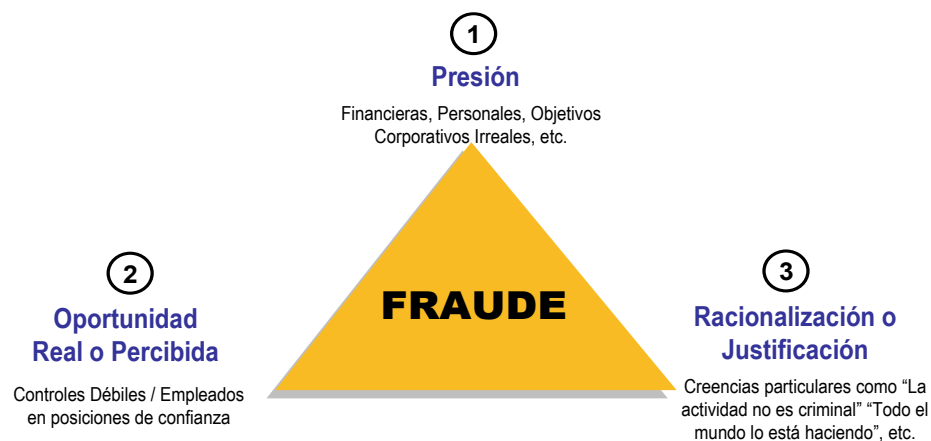 1
Presión
Financieras, Personales, Objetivos
Corporativos Irreales, etc.
2
Oportunidad
Real o Percibida
Controles Débiles / Empleados
en posiciones de confianza
FRAUDE
3
Racionalización o
Justificación
Creencias particulares como “La
actividad no es criminal” “Todo el
mundo lo está haciendo”, etc.